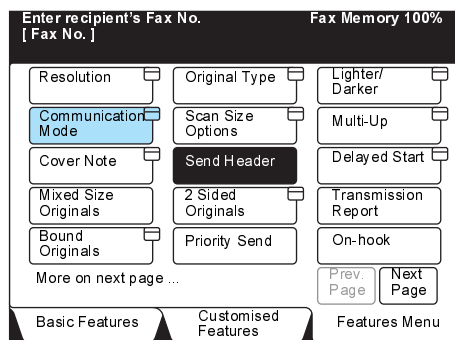 Enter recipient's Fax No. Fax Memory 100%
[ Fax No. ]
Resolution
Original Type
Lighter/
Darker
Communication
Mode
Scan Size
Options
Multi-Up
Cover Note
Send Header
Delayed Start
Mixed Size
Originals
2 Sided
Originals
Transmission
Report
Bound
Originals
Priority Send
On-hook
More on next page ...
Prev.
Page
Next
Page
Basic Features
Customised
Features
Features Menu